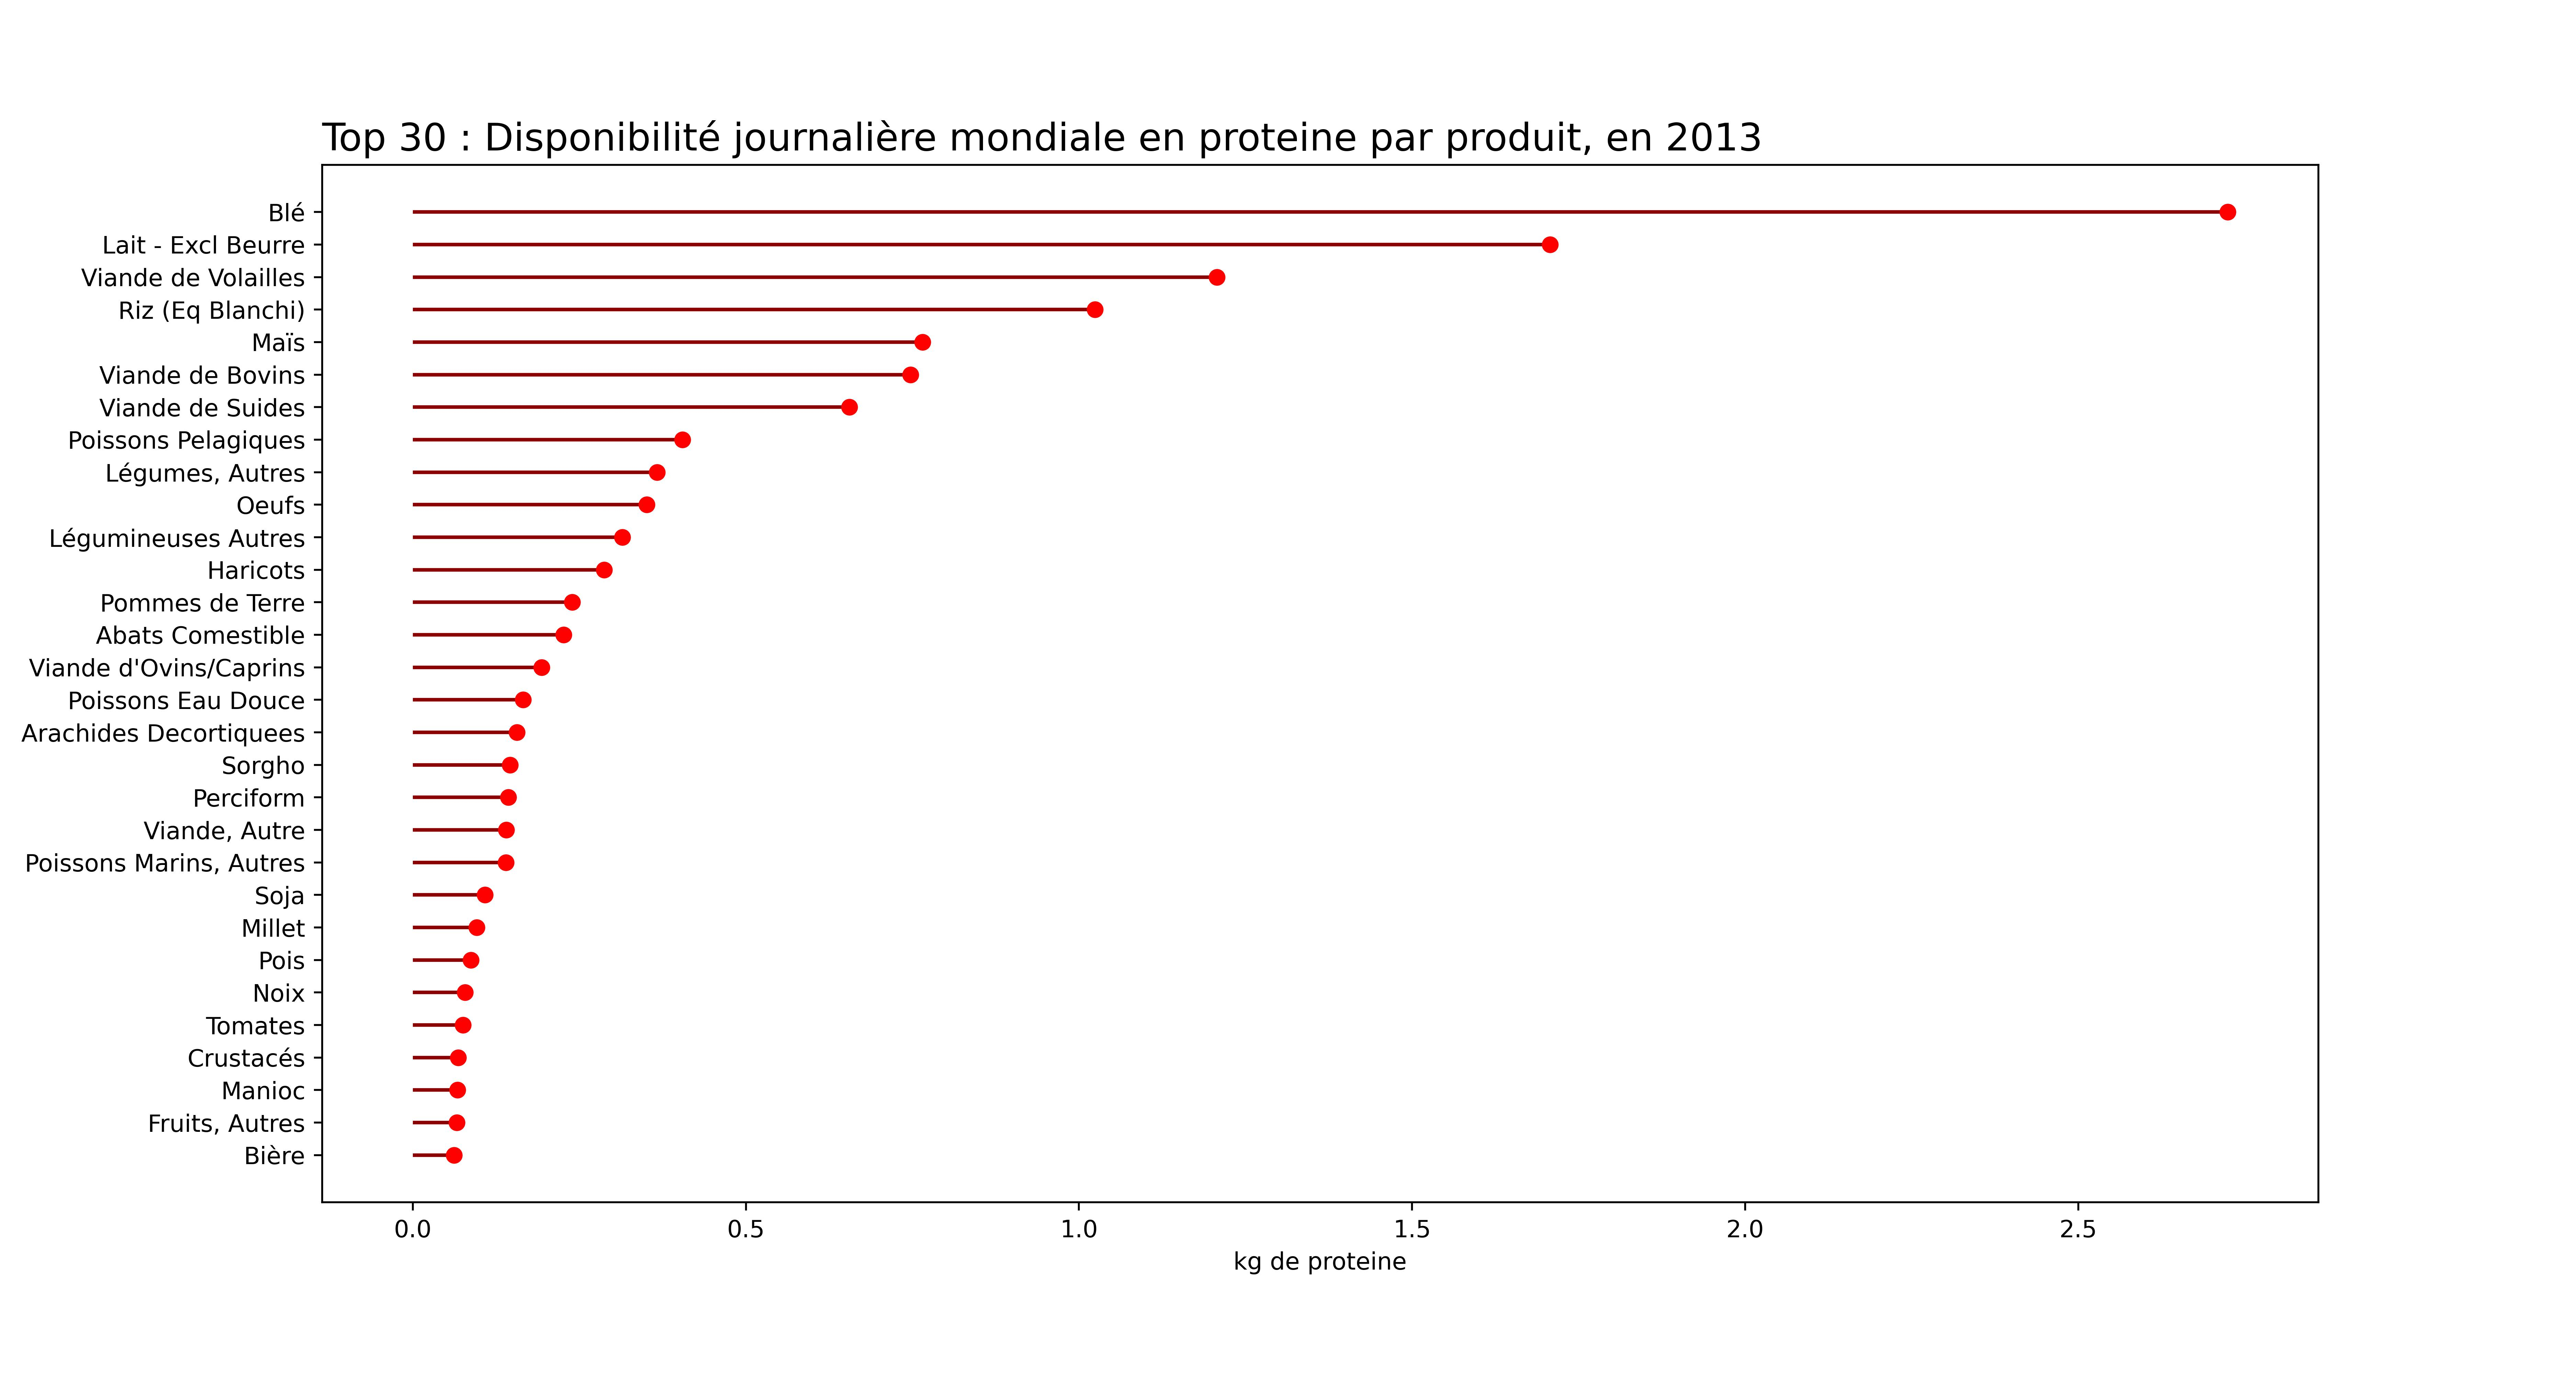 Top 30 : Disponibilité journalière mondiale en proteine par produit, en 2013
Blé
Lait - Excl Beurre
Viande de Volailles
Riz (Eq Blanchi)
Maïs
Viande de Bovins
Viande de Suides
Poissons Pelagiques
Légumes, Autres
Oeufs
Légumineuses Autres
Haricots
Pommes de Terre
Abats Comestible
Viande d'Ovins/Caprins
Poissons Eau Douce
Arachides Decortiquees
Sorgho
Perciform
Viande, Autre
Poissons Marins, Autres
Soja
Millet
Pois
Noix
Tomates
Crustacés
Manioc
Fruits, Autres
Bière
0.0 0.5 1.0 1.5 2.0 2.5
kg de proteine